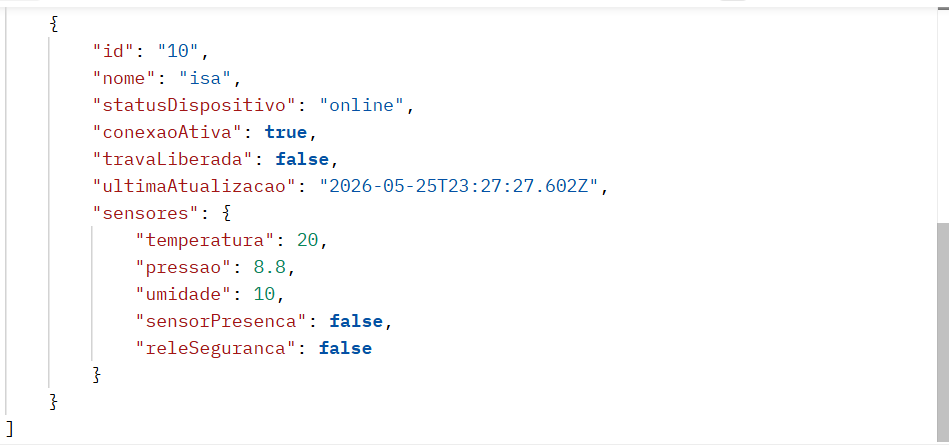 {
"id": "10",
"nome": "isa",
"statusDispositivo": "online",
"conexaoAtiva": true,
"travaLiberada": false,
"ultimaAtualizacao": "2026-05-25T23:27:27.602Z",
"sensores": {
"temperatura": 20,
"pressao": 8.8,
"umidade": 10,
"sensorPresenca": false,
"releSeguranca": false
}
}
]